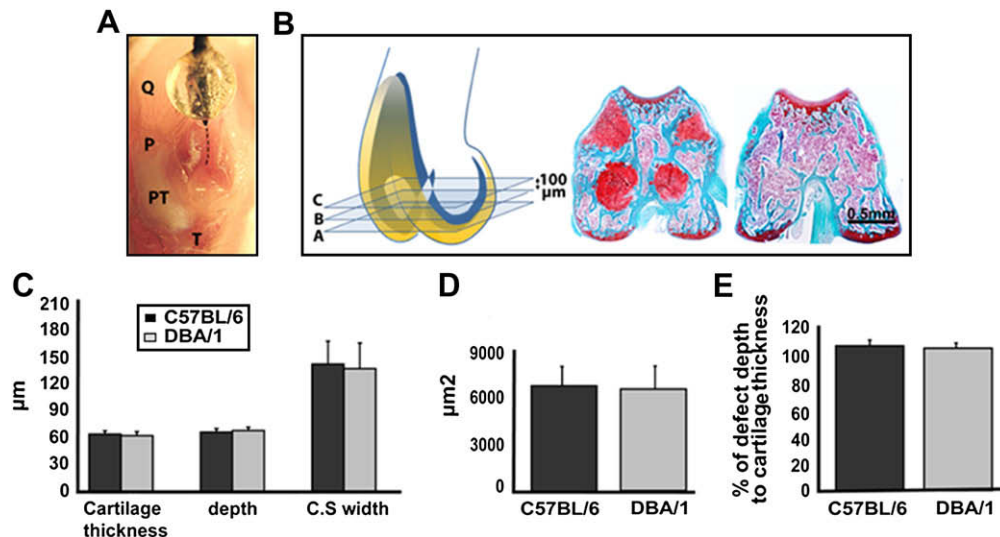 A
Q
P
PT
T
B
C
B
A
100
µm
0.5mm
C
µm
210
180
150
120
90
60
30
0
C57BL/6
DBA/1
Cartilage
thickness
depth
C.S width
D
µm2
9000
6000
3000
0
C57BL/6
DBA/1
E
% of defect depth
to cartilage thickness
120
100
80
60
40
20
0
C57BL/6
DBA/1